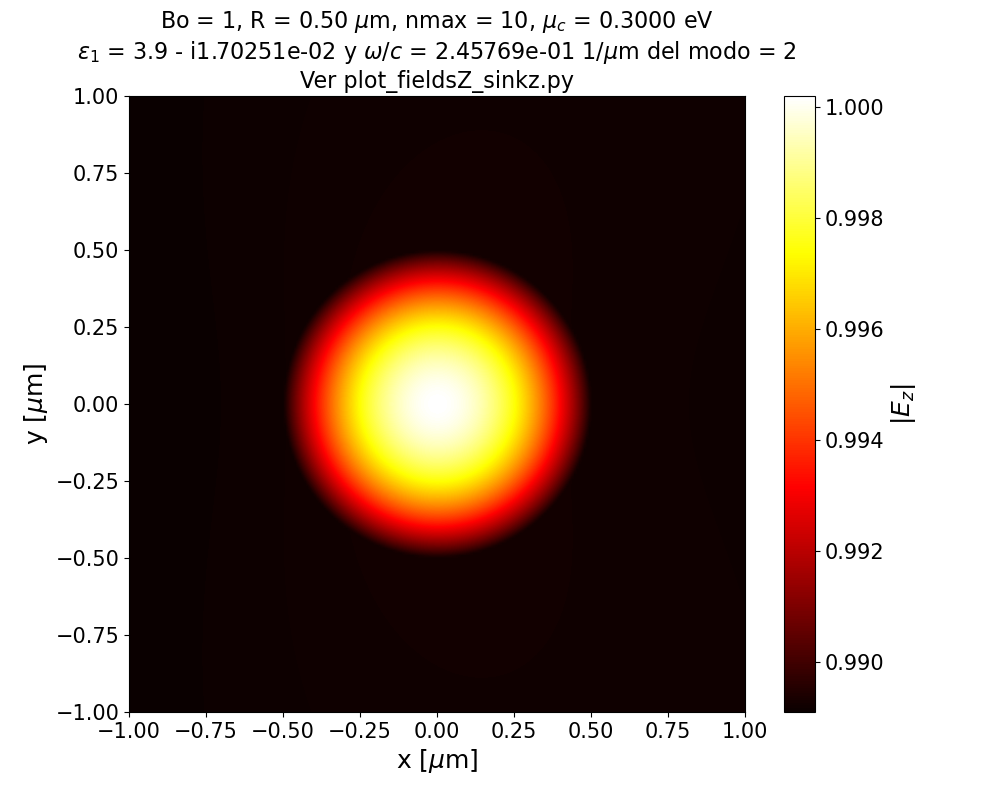 Bo = 1, R = 0.50 μm, nmax = 10, μc = 0.3000 eV
ε1 = 3.9 - i1.70251e-02 y ω/c = 2.45769e-01 1/μm del modo = 2
Ver plot_fieldsZ_sinkz.py
1.00
0.75
0.50
0.25
0.00
−0.25
−0.50
−0.75
−1.00
y [μm]
−1.00 −0.75 −0.50 −0.25 0.00 0.25 0.50 0.75 1.00
x [μm]
1.000
0.998
0.996
0.994
0.992
0.990
|Ez|